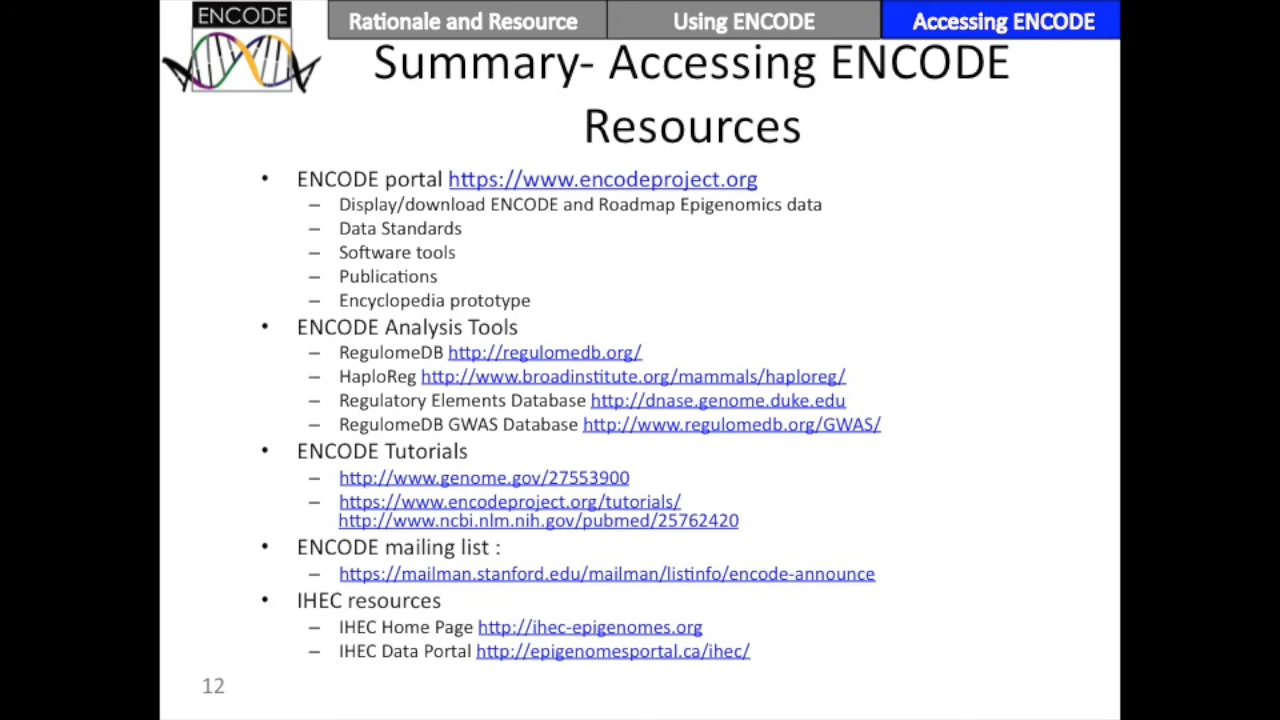 ENCODE
Rationale and Resource
Using ENCODE
Accessing ENCODE
Summary- Accessing ENCODE
Resources
• ENCODE portal https://www.encodeproject.org
– Display/download ENCODE and Roadmap Epigenomics data
– Data Standards
– Software tools
– Publications
– Encyclopedia prototype
• ENCODE Analysis Tools
– RegulomeDB http://regulomedb.org/
– HaploReg http://www.broadinstitute.org/mammals/haploreg/
– Regulatory Elements Database http://dnase.genome.duke.edu
– RegulomeDB GWAS Database http://www.regulomedb.org/GWAS/
• ENCODE Tutorials
– http://www.genome.gov/27553900
– https://www.encodeproject.org/tutorials/
http://www.ncbi.nlm.nih.gov/pubmed/25762420
• ENCODE mailing list :
– https://mailman.stanford.edu/mailman/listinfo/encode-announce
• IHEC resources
– IHEC Home Page http://ihec-epigenomes.org
– IHEC Data Portal http://epigenomesportal.ca/ihec/
12